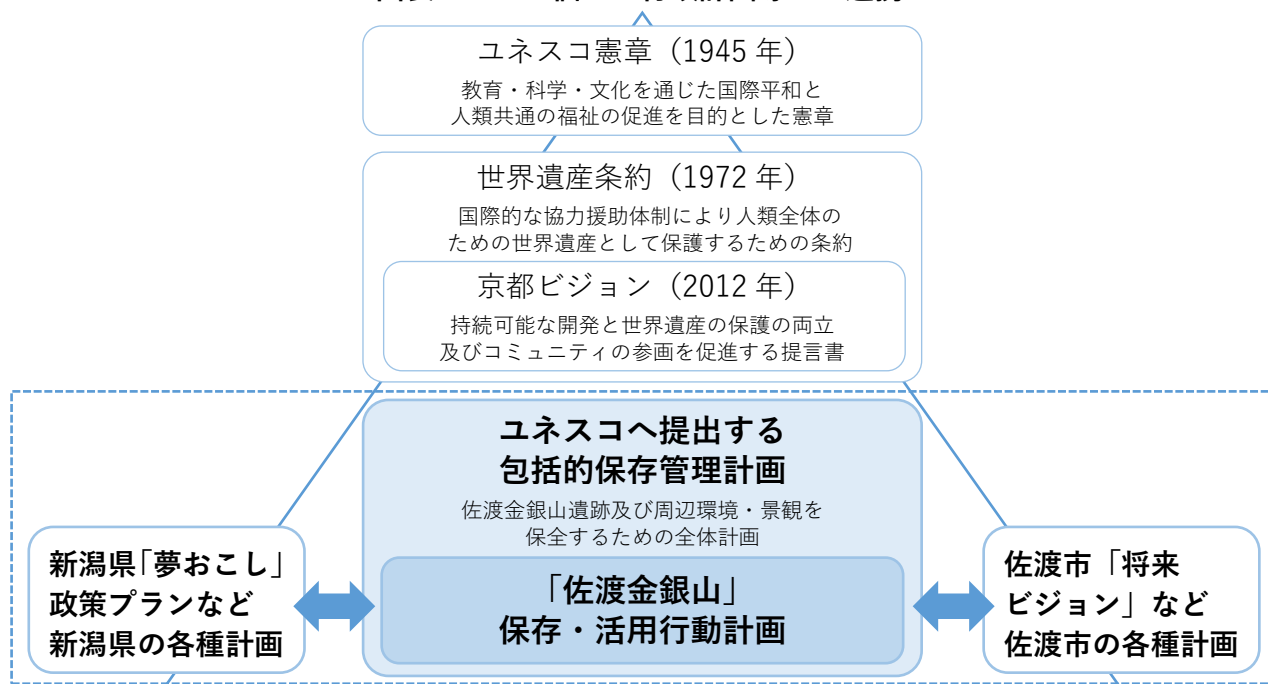 ユネスコ憲章（1945 年）
教育・科学・文化を通じた国際平和と
人類共通の福祉の促進を目的とした憲章
世界遺産条約（1972 年）
国際的な協力援助体制により人類全体の
ための世界遺産として保護するための条約
京都ビジョン（2012 年）
持続可能な開発と世界遺産の保護の両立
及びコミュニティの参画を促進する提言書
ユネスコへ提出する
包括的保存管理計画
佐渡金銀山遺跡及び周辺環境・景観を
保全するための全体計画
「佐渡金銀山」
保存・活用行動計画
新潟県「夢おこし」
政策プランなど
新潟県の各種計画
佐渡市「将来
ビジョン」など
佐渡市の各種計画